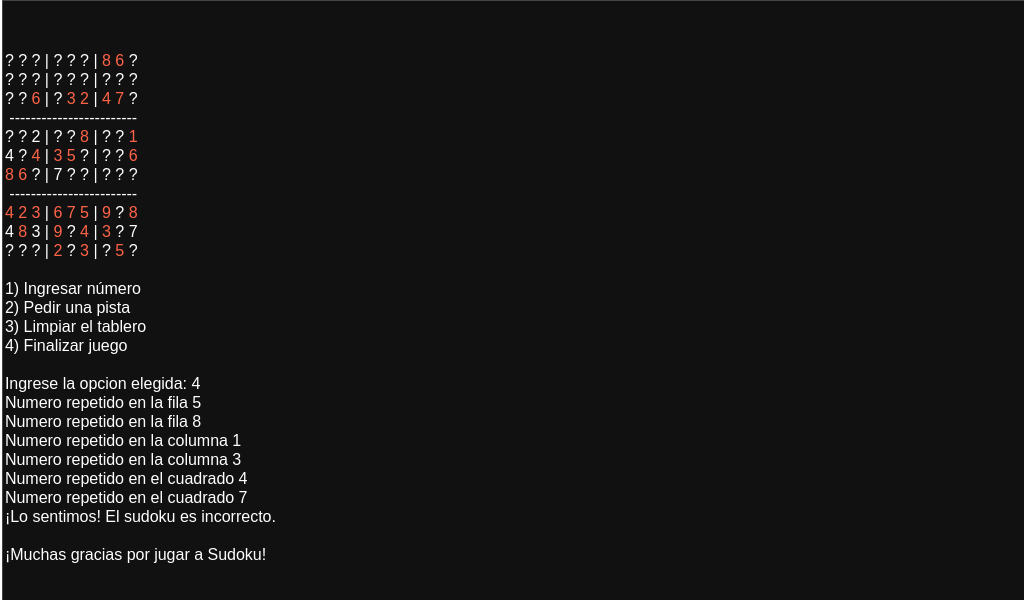 ? ? ? | ? ? ? | 8 6 ?
? ? ? | ? ? ? | ? ? ?
? ? 6 | ? 3 2 | 4 7 ?
------------------------
? ? 2 | ? ? 8 | ? ? 1
4 ? 4 | 3 5 ? | ? ? 6
8 6 ? | 7 ? ? | ? ? ?
------------------------
4 2 3 | 6 7 5 | 9 ? 8
4 8 3 | 9 ? 4 | 3 ? 7
? ? ? | 2 ? 3 | ? 5 ?
1) Ingresar número
2) Pedir una pista
3) Limpiar el tablero
4) Finalizar juego
Ingrese la opcion elegida: 4
Numero repetido en la fila 5
Numero repetido en la fila 8
Numero repetido en la columna 1
Numero repetido en la columna 3
Numero repetido en el cuadrado 4
Numero repetido en el cuadrado 7
¡Lo sentimos! El sudoku es incorrecto.
¡Muchas gracias por jugar a Sudoku!